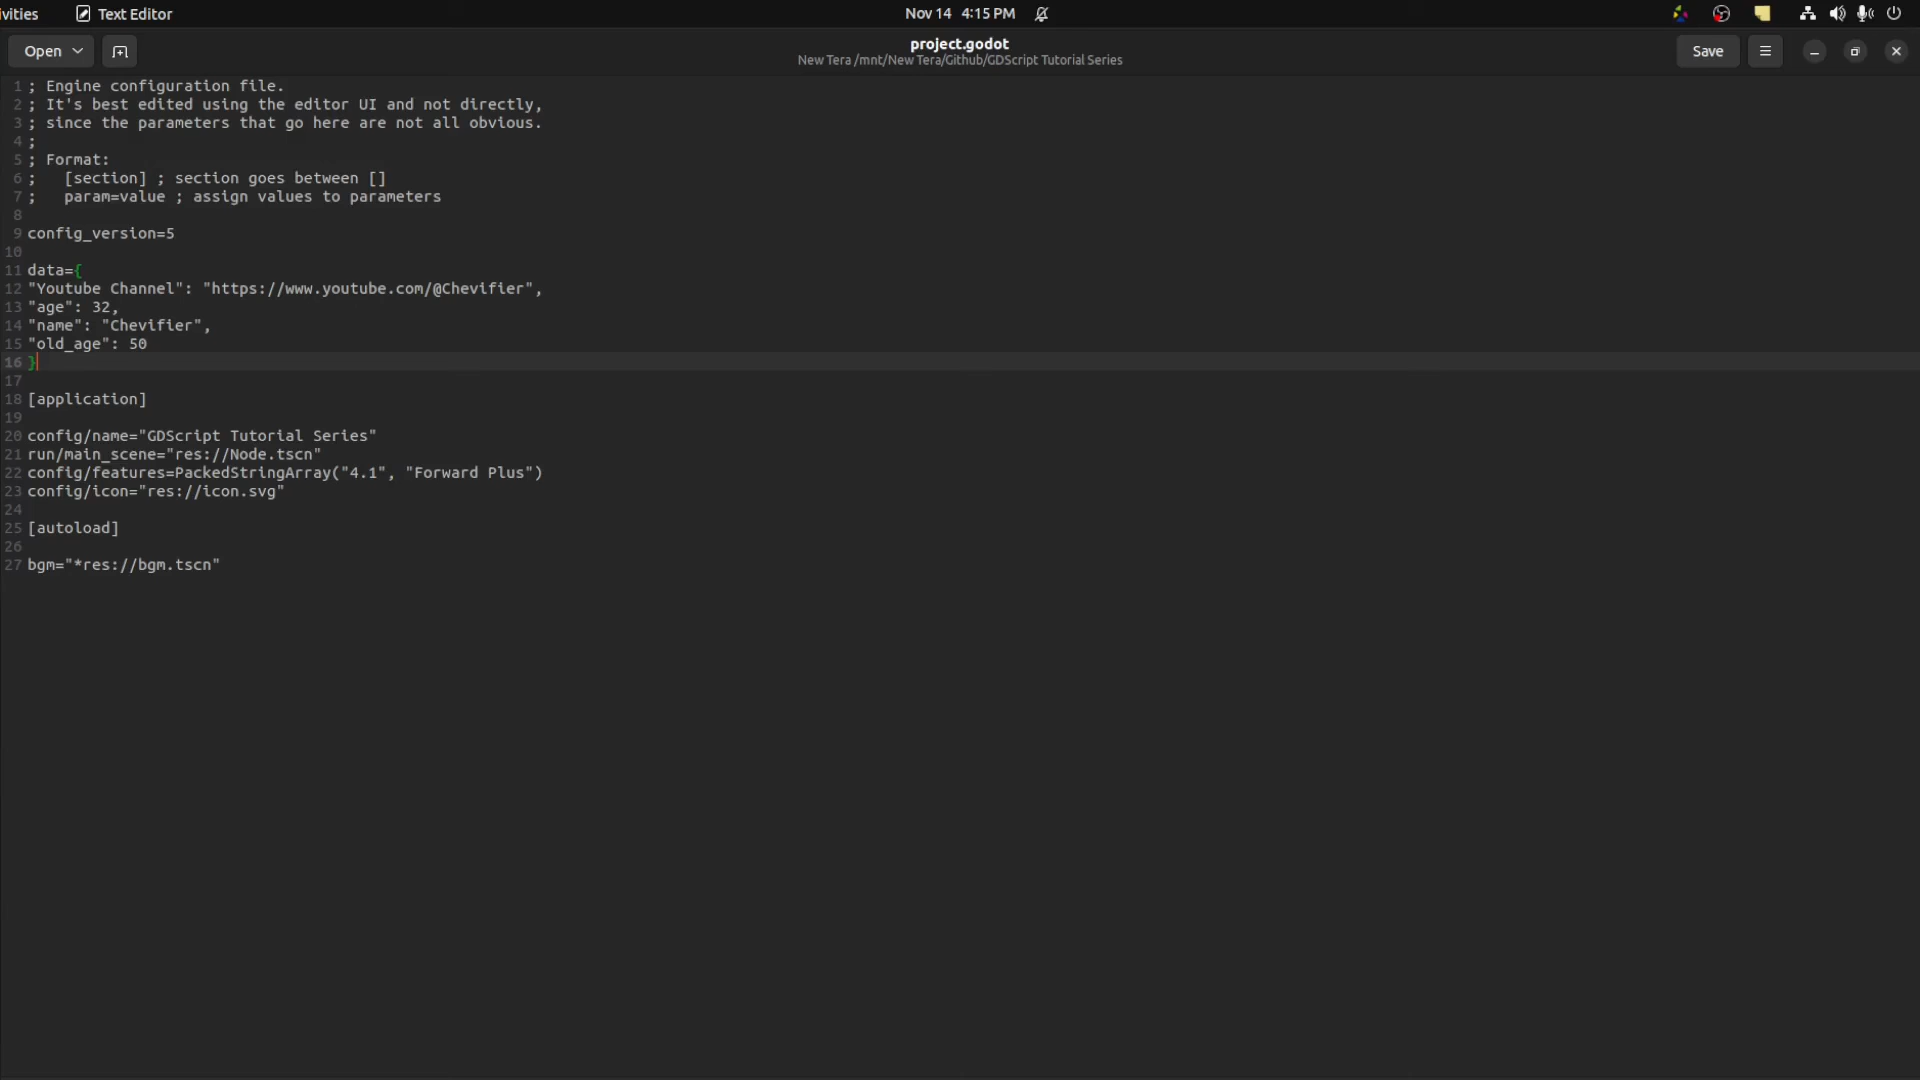 ivities
Text Editor
Nov 14 4:15 PM
Open
project.godot
New Tera /mnt/New Tera/Github/GDScript Tutorial Series
Save
1 ; Engine configuration file.
2 ; It's best edited using the editor UI and not directly,
3 ; since the parameters that go here are not all obvious.
4 ;
5 ; Format:
6 ;   [section] ; section goes between []
7 ;   param=value ; assign values to parameters
8
9 config_version=5
10
11 data={
12 "Youtube Channel": "https://www.youtube.com/@Chevifier",
13 "age": 32,
14 "name": "Chevifier",
15 "old_age": 50
16 }
17
18 [application]
19
20 config/name="GDScript Tutorial Series"
21 run/main_scene="res://Node.tscn"
22 config/features=PackedStringArray("4.1", "Forward Plus")
23 config/icon="res://icon.svg"
24
25 [autoload]
26
27 bgm="*res://bgm.tscn"